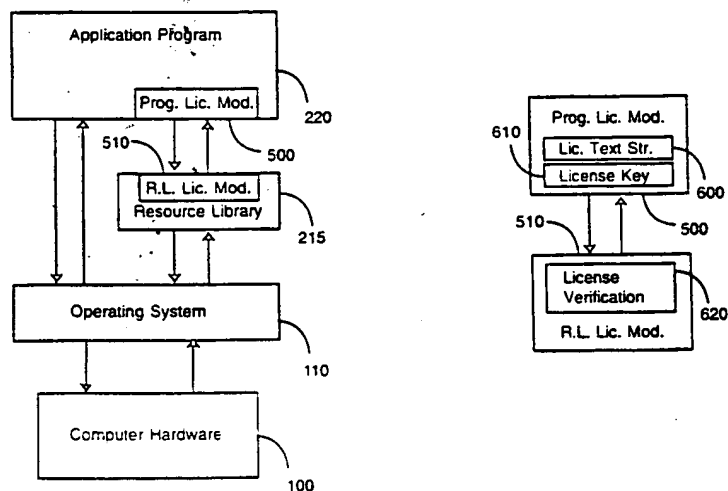 Application Program
Prog. Lic. Mod.
220
510
500
R.L. Lic. Mod.
Resource Library
215
Operating System
110
Computer Hardware
100
Prog. Lic. Mod.
610
Lic. Text Str.
License Key
600
510
500
License
Verification
620
R.L. Lic. Mod.